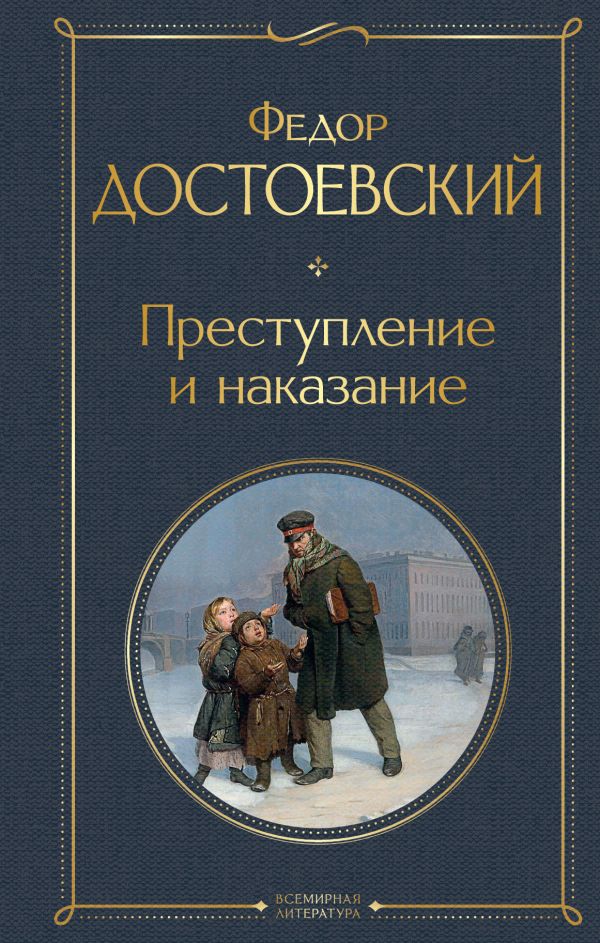 Федор
ДОСТОЕВСКИЙ
Преступление
и наказание
ВСЕМИРНАЯ
ЛИТЕРАТУРА